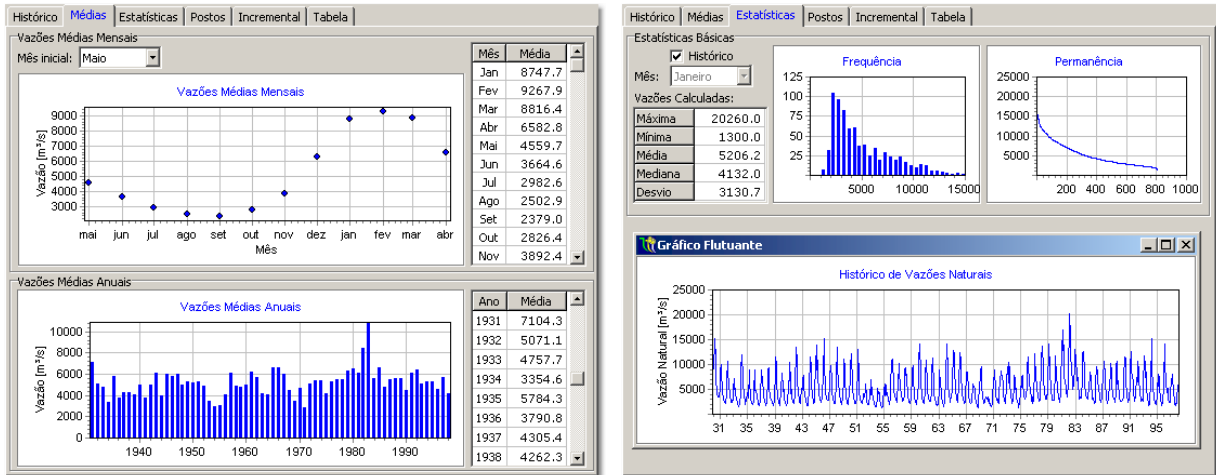 Histórico Médias Estatísticas Postos Incremental Tabela
Vazões Médias Mensais
Mês inicial: Maio
Vazões Médias Mensais
Vazão [m³/s]
9000
8000
7000
6000
5000
4000
3000
mai jun jul ago set out nov dez jan fev mar abr
Mês
Mês Média
Jan 8747.7
Fev 9267.9
Mar 8816.4
Abr 6582.8
Mai 4559.7
Jun 3664.6
Jul 2982.6
Ago 2502.9
Set 2379.0
Out 2826.4
Nov 3892.4
Vazões Médias Anuais
Vazões Médias Anuais
Vazão [m³/s]
10000
8000
6000
4000
2000
0
1940 1950 1960 1970 1980 1990
Ano Média
1931 7104.3
1932 5071.1
1933 4757.7
1934 3354.6
1935 5784.3
1936 3790.8
1937 4305.4
1938 4262.3
Histórico Médias Estatísticas Postos Incremental Tabela
Estatísticas Básicas
Histórico
Mês: Janeiro
Vazões Calculadas:
Máxima 20260.0
Mínima 1300.0
Média 5206.2
Mediana 4132.0
Desvio 3130.7
Frequência
125
100
75
50
25
5000 10000 15000
Permanência
25000
20000
15000
10000
5000
200 400 600 800 1000
Gráfico Flutuante
Histórico de Vazões Naturais
Vazão Natural [m³/s]
25000
20000
15000
10000
5000
31 35 39 43 47 51 55 59 63 67 71 75 79 83 87 91 95